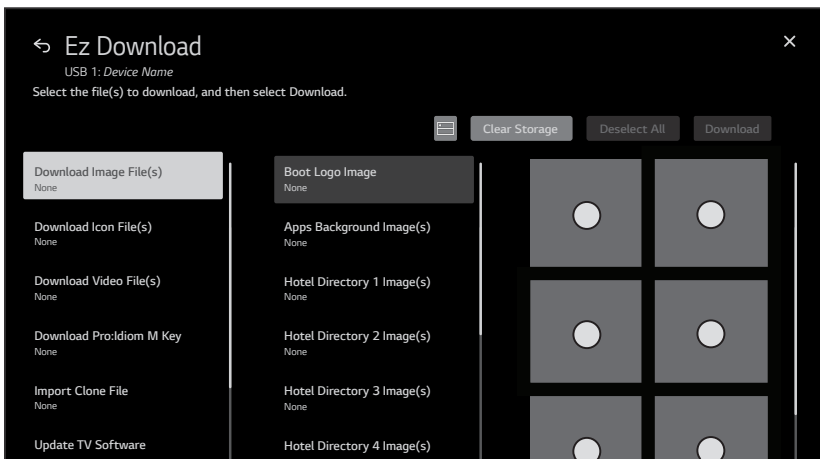 Ez Download
USB 1: Device Name
Select the file(s) to download, and then select Download.
Clear Storage
Deselect All
Download
Download Image File(s)
None
Download Icon File(s)
None
Download Video File(s)
None
Download Pro:Idiom M Key
None
Import Clone File
None
Update TV Software
Boot Logo Image
None
Apps Background Image(s)
None
Hotel Directory 1 Image(s)
None
Hotel Directory 2 Image(s)
None
Hotel Directory 3 Image(s)
None
Hotel Directory 4 Image(s)